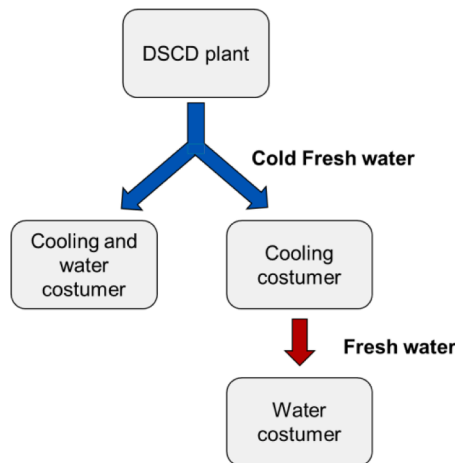 DSCD plant
Cold Fresh water
Cooling and
water
costumer
Cooling
costumer
Fresh water
Water
costumer